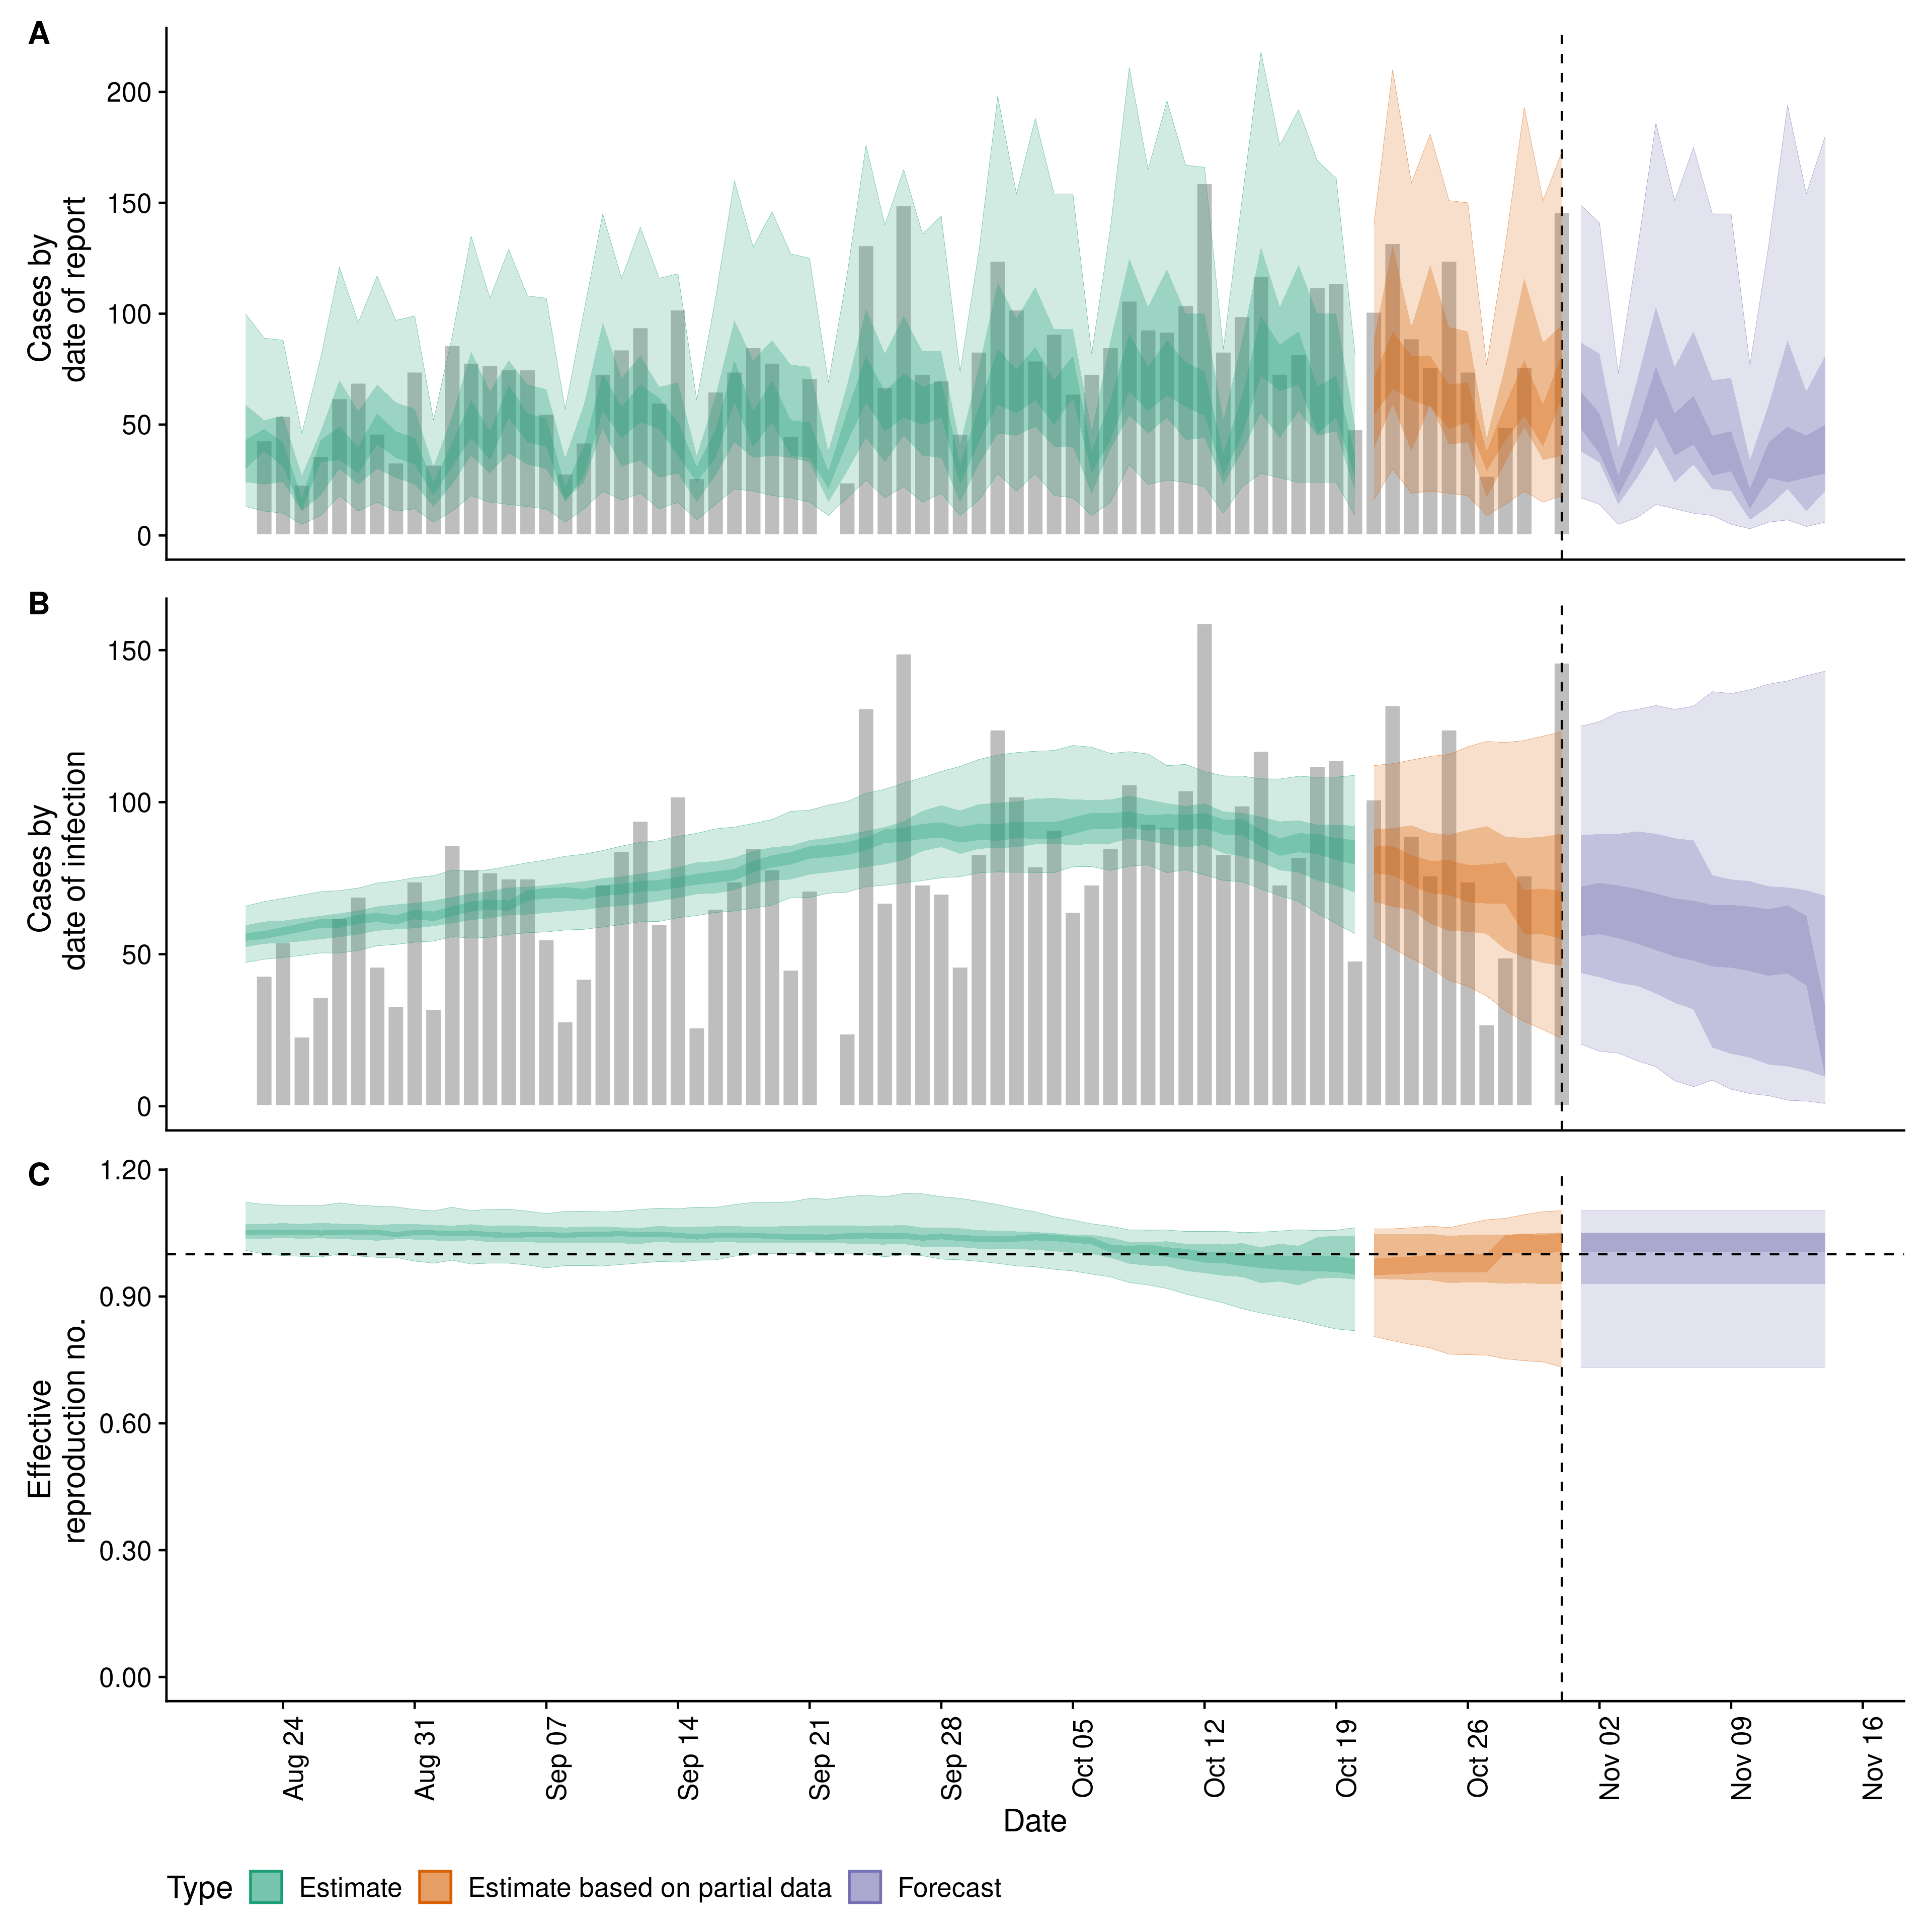 A
Cases by
date of report
200
150
100
50
0
B
Cases by
date of infection
150
100
50
0
C
Effective
reproduction no.
1.20
0.90
0.60
0.30
0.00
Aug 24
Aug 31
Sep 07
Sep 14
Sep 21
Sep 28
Oct 05
Oct 12
Oct 19
Oct 26
Nov 02
Nov 09
Nov 16
Date
Type Estimate Estimate based on partial data Forecast